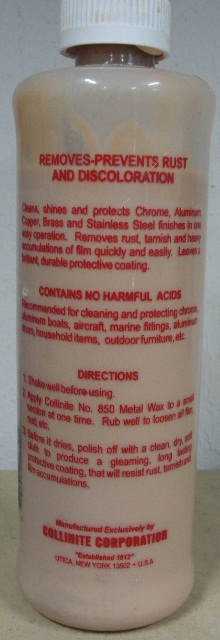 REMOVES-PREVENTS RUST
AND DISCOLORATION
Cleans, shines and protects Chrome, Aluminum,
Copper, Brass and Stainless Steel finishes in one
easy operation. Removes rust, tarnish and heavy
accumulations of film quickly and easily. Leaves a
brilliant, durable protective coating.
CONTAINS NO HARMFUL ACIDS
Recommended for cleaning and protecting chrome,
aluminum boats, aircraft, marine fittings, aluminum
household items, outdoor furniture, etc.
DIRECTIONS
1. Shake well before using.
2. Apply Collinite No. 850 Metal Wax to a small
section at one time. Rub well to loosen all film,
rust, etc.
3. Before it dries, polish off with a clean, dry, soft
cloth to produce a gleaming, long lasting,
protective coating, that will resist rust, tarnish and
film accumulations.
Manufactured Exclusively by
COLLINITE CORPORATION
"Established 1912"
UTICA, NEW YORK 13502 • U.S.A